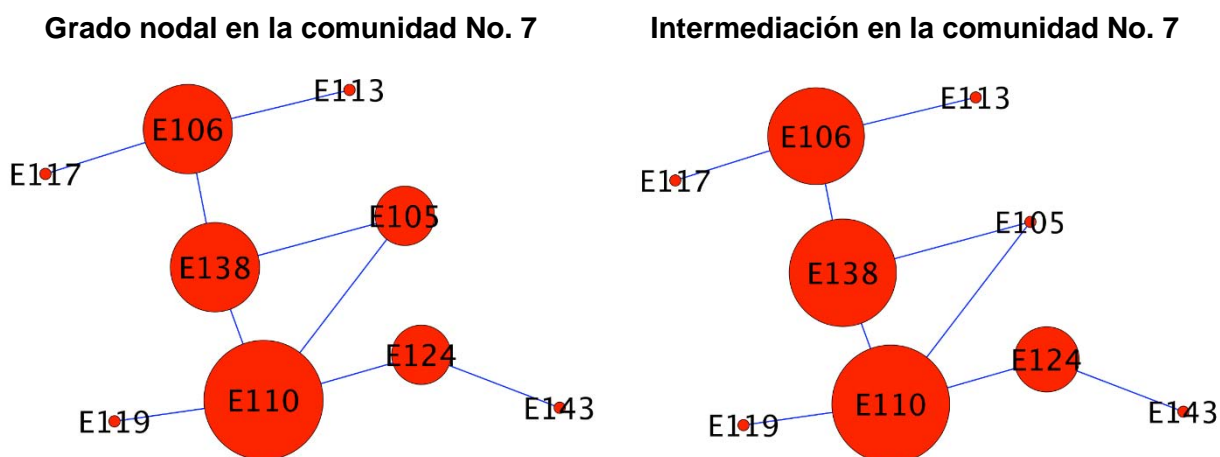 Grado nodal en la comunidad No. 7
E113
E106
E117
E105
E138
E124
E110
E143
E119
Intermediación en la comunidad No. 7
E113
E106
E117
E105
E138
E124
E110
E143
E119